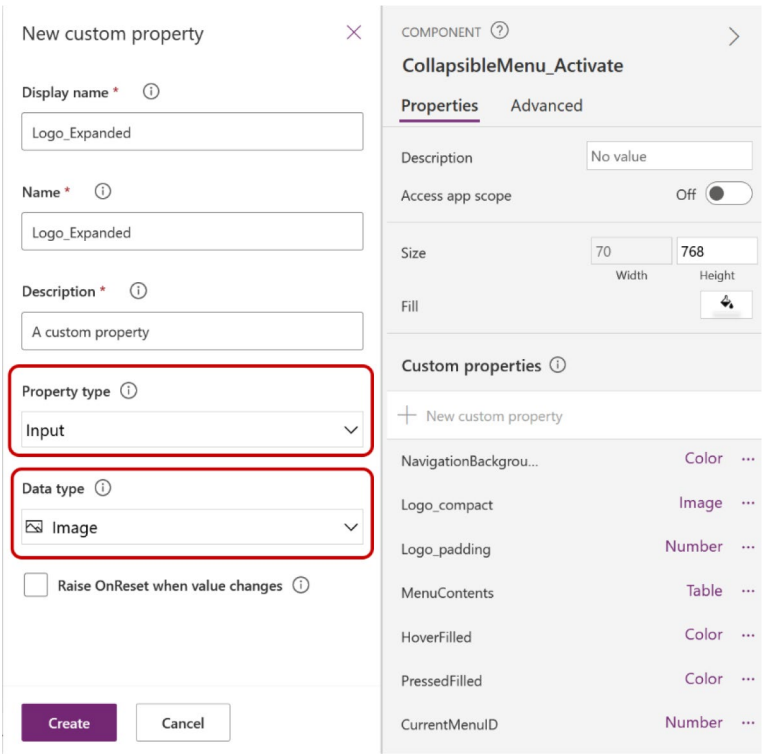 New custom property
Display name *
Logo_Expanded
Name *
Logo_Expanded
Description *
A custom property
Property type
Input
Data type
Image
Raise OnReset when value changes
Create
Cancel
COMPONENT
CollapsibleMenu_Activate
Properties
Advanced
Description
No value
Access app scope
Off
Size
70
768
Width
Height
Fill
Custom properties
New custom property
NavigationBackgrou...
Color
Logo_compact
Image
Logo_padding
Number
MenuContents
Table
HoverFilled
Color
PressedFilled
Color
CurrentMenuID
Number